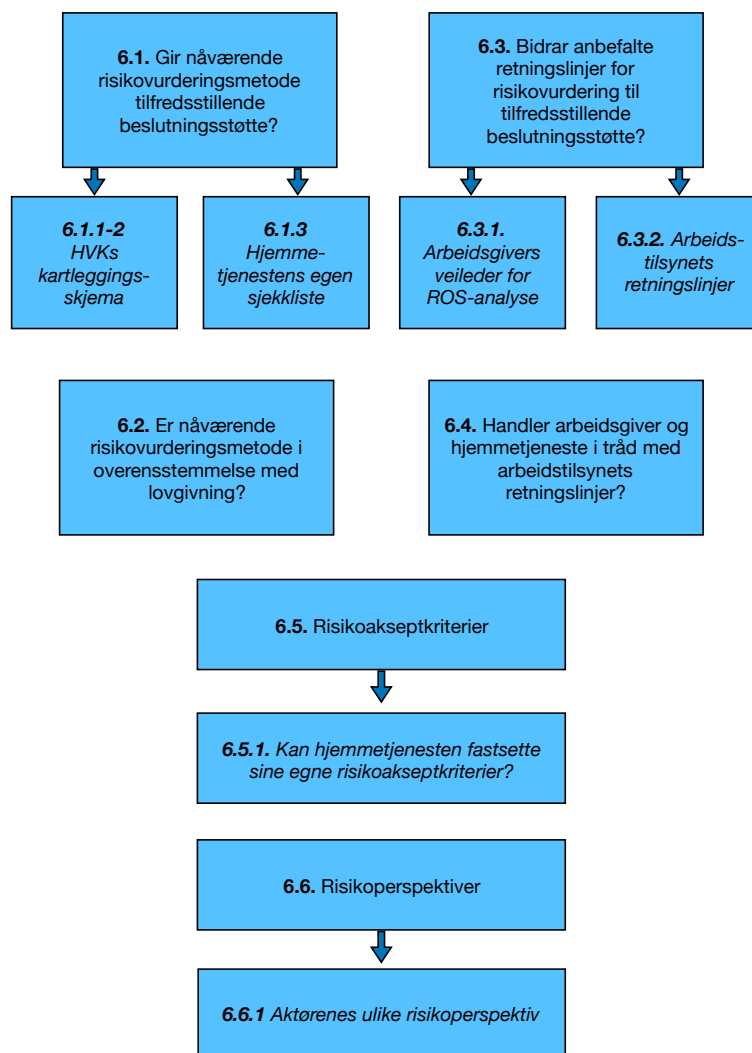 6.1. Gir nåværende
risikovurderingsmetode
tilfredsstillende
beslutningsstøtte?
6.3. Bidrar anbefalte
retningslinjer for
risikovurdering til
tilfredsstillende
beslutningsstøtte?
6.1.1-2
HVKs
kartleggings-
skjema
6.1.3
Hjemme-
tjenestens egen
sjekkliste
6.3.1.
Arbeidsgivers
veileder for
ROS-analyse
6.3.2. Arbeids-
tilsynets
retningslinjer
6.2. Er nåværende
risikovurderingsmetode i
overensstemmelse med
lovgivning?
6.4. Handler arbeidsgiver og
hjemmetjeneste i tråd med
arbeidstilsynets
retningslinjer?
6.5. Risikoakseptkriterier
6.5.1. Kan hjemmetjenesten fastsette
sine egne risikoakseptkriterier?
6.6. Risikoperspektiver
6.6.1 Aktørenes ulike risikoperspektiv